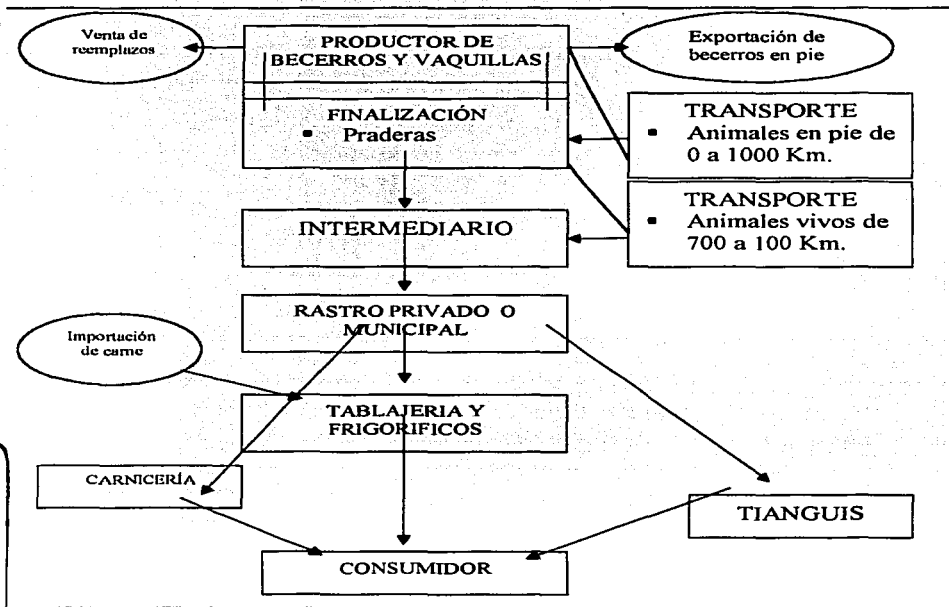 Venta de
reemplazos
PRODUCTOR DE
BECERROS Y VAQUILLAS
Exportación de
becerros en pie
FINALIZACIÓN
▪ Praderas
TRANSPORTE
▪ Animales en pie de
0 a 1000 Km.
TRANSPORTE
▪ Animales vivos de
700 a 100 Km.
INTERMEDIARIO
RASTRO PRIVADO O
MUNICIPAL
Importación
de carne
TABLAJERIA Y
FRIGORIFICOS
CARNICERÍA
TIANGUIS
CONSUMIDOR